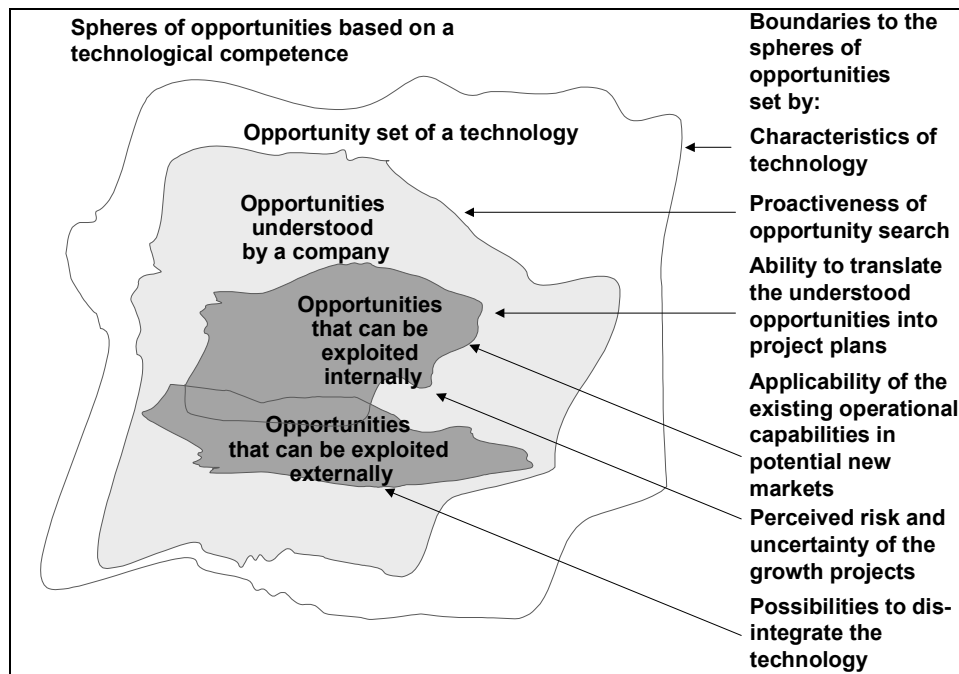 Spheres of opportunities based on a
technological competence
Opportunity set of a technology
Opportunities
understood
by a company
Opportunities
that can be
exploited
internally
Opportunities
that can be exploited
externally
Boundaries to the
spheres of
opportunities
set by:
Characteristics of
technology
Proactiveness of
opportunity search
Ability to translate
the understood
opportunities into
project plans
Applicability of the
existing operational
capabilities in
potential new
markets
Perceived risk and
uncertainty of the
growth projects
Possibilities to dis-
integrate the
technology